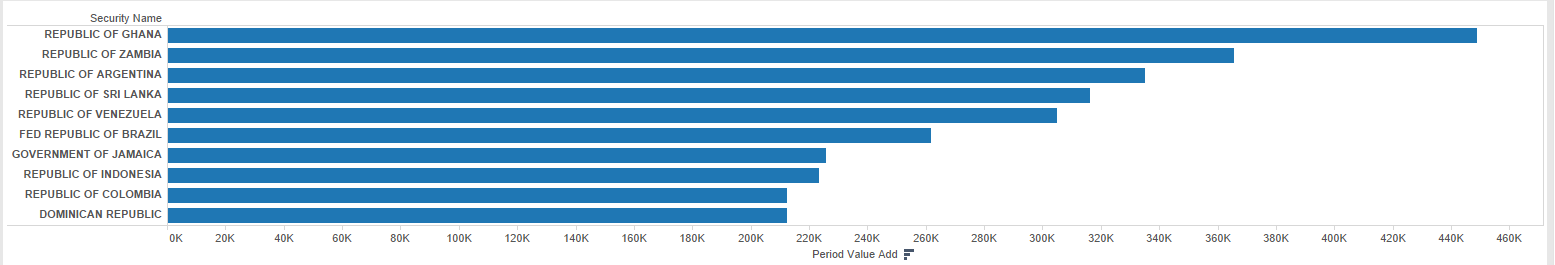 Security Name
REPUBLIC OF GHANA
REPUBLIC OF ZAMBIA
REPUBLIC OF ARGENTINA
REPUBLIC OF SRI LANKA
REPUBLIC OF VENEZUELA
FED REPUBLIC OF BRAZIL
GOVERNMENT OF JAMAICA
REPUBLIC OF INDONESIA
REPUBLIC OF COLOMBIA
DOMINICAN REPUBLIC
0K 20K 40K 60K 80K 100K 120K 140K 160K 180K 200K 220K 240K 260K 280K 300K 320K 340K 360K 380K 400K 420K 440K 460K
Period Value Add